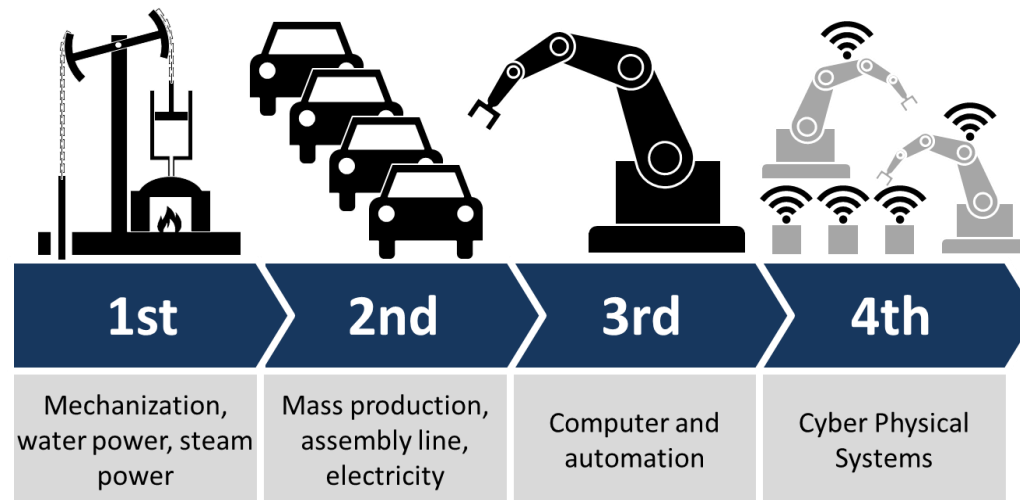 1st
2nd
3rd
4th
Mechanization,
water power, steam
power
Mass production,
assembly line,
electricity
Computer and
automation
Cyber Physical
Systems